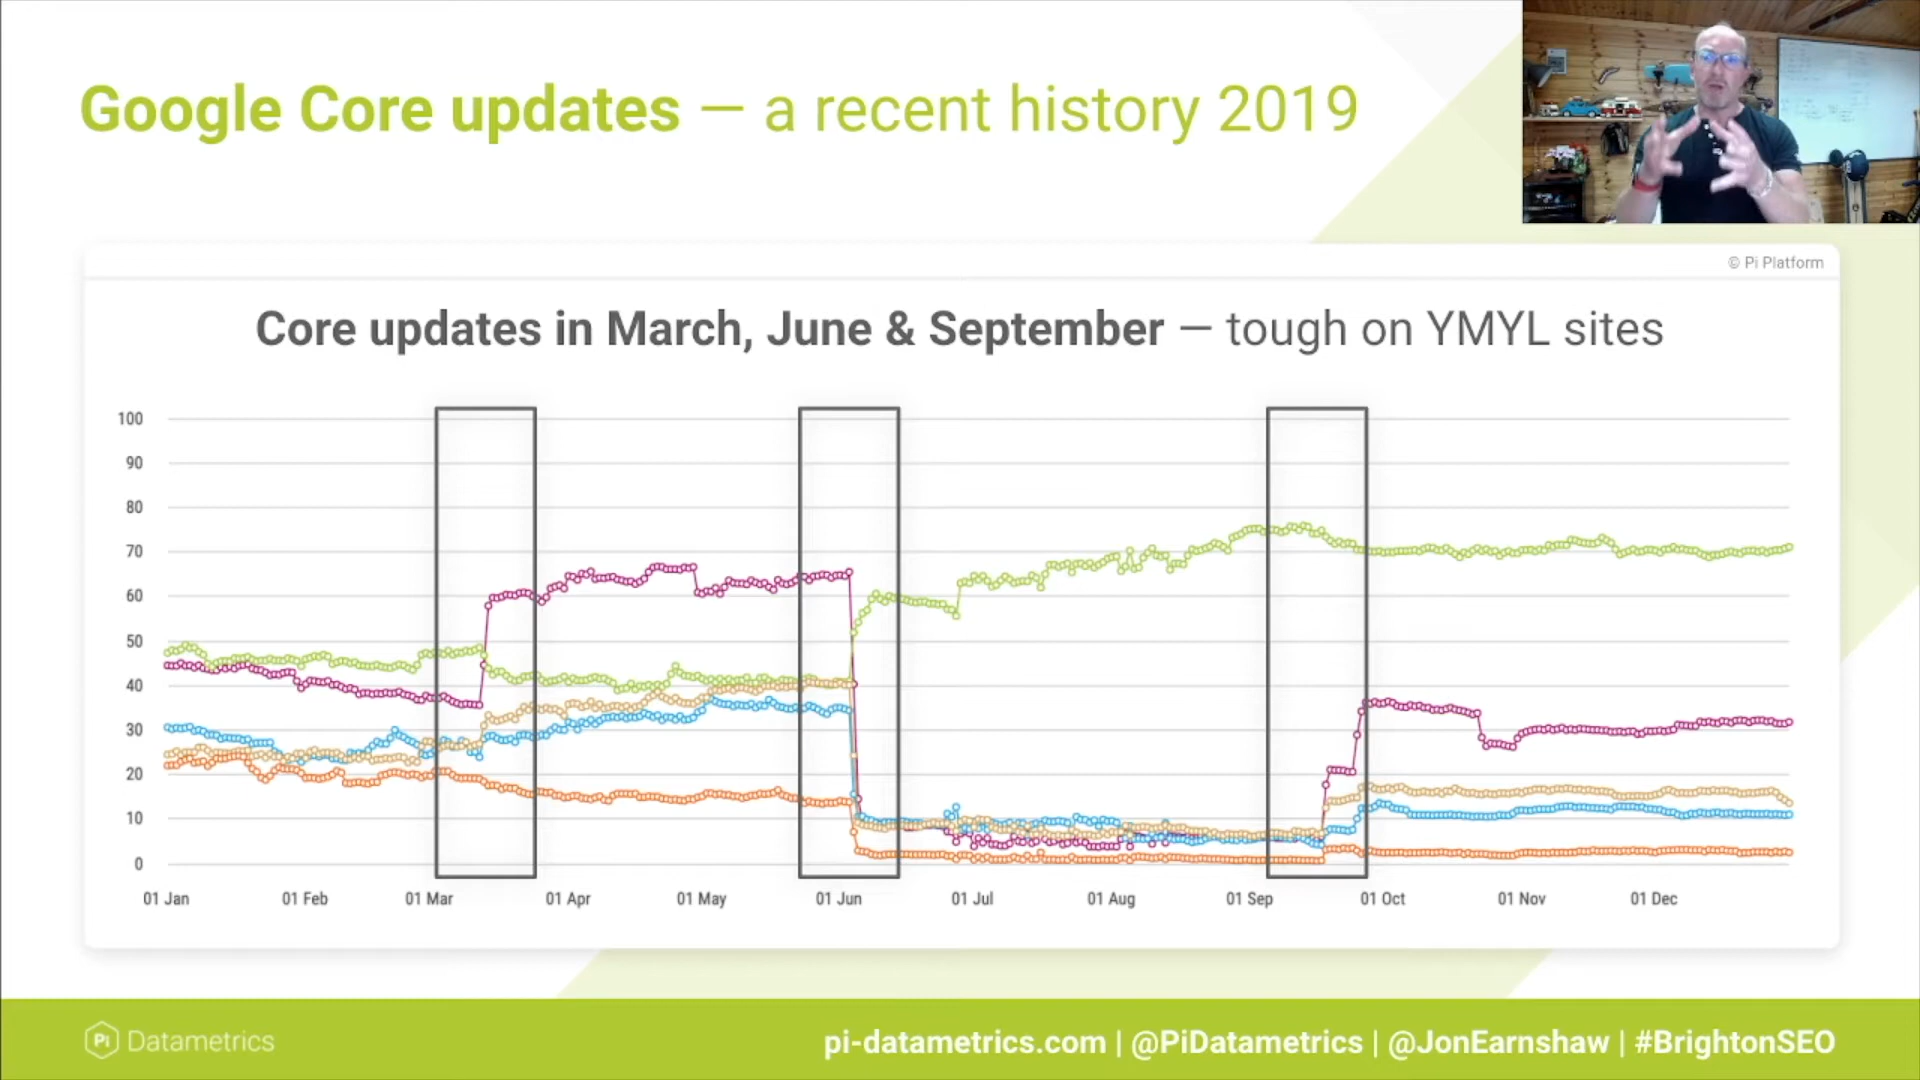 Google Core updates — a recent history 2019
© Pi Platform
Core updates in March, June & September — tough on YMYL sites
100
90
80
70
60
50
40
30
20
10
0
01 Jan 01 Feb 01 Mar 01 Apr 01 May 01 Jun 01 Jul 01 Aug 01 Sep 01 Oct 01 Nov 01 Dec
Pi Datametrics
pi-datametrics.com | @PiDatametrics | @JonEarnshaw | #BrightonSEO